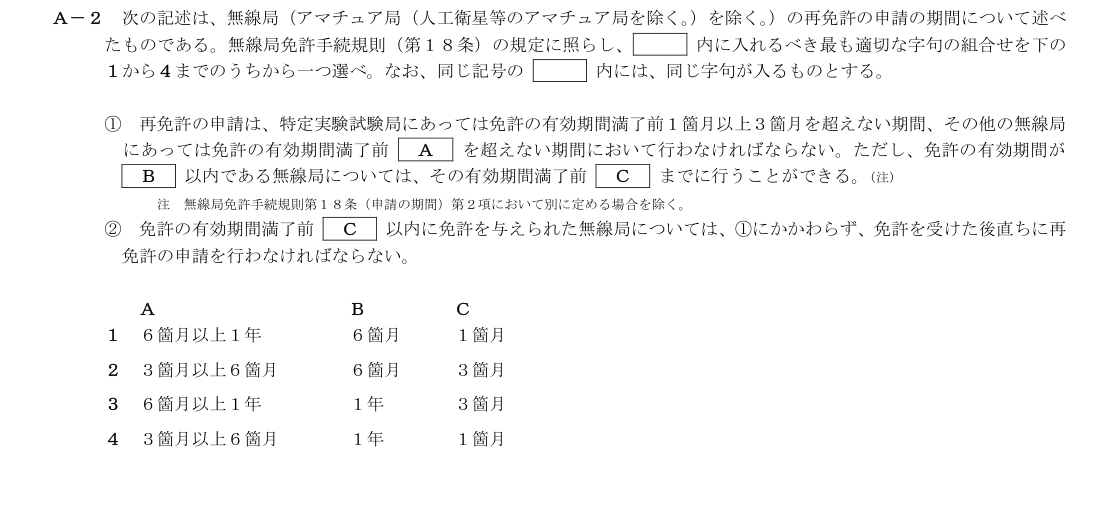 A－2　次の記述は、無線局（アマチュア局（人工衛星等のアマチュア局を除く。）を除く。）の再免許の申請の期間について述べ
たものである。無線局免許手続規則（第18条）の規定に照らし、　　内に入れるべき最も適切な字句の組合せを下の
1から4までのうちから一つ選べ。なお、同じ記号の　　内には、同じ字句が入るものとする。
①　再免許の申請は、特定実験試験局にあっては免許の有効期間満了前1箇月以上3箇月を超えない期間、その他の無線局
にあっては免許の有効期間満了前 A を超えない期間において行わなければならない。ただし、免許の有効期間が
B 以内である無線局については、その有効期間満了前 C までに行うことができる。（注）
注　無線局免許手続規則第18条（申請の期間）第2項において別に定める場合を除く。
②　免許の有効期間満了前 C 以内に免許を与えられた無線局については、①にかかわらず、免許を受けた後直ちに再
免許の申請を行わなければならない。
A　B　C
1　6箇月以上1年　6箇月　1箇月
2　3箇月以上6箇月　6箇月　3箇月
3　6箇月以上1年　1年　3箇月
4　3箇月以上6箇月　1年　1箇月